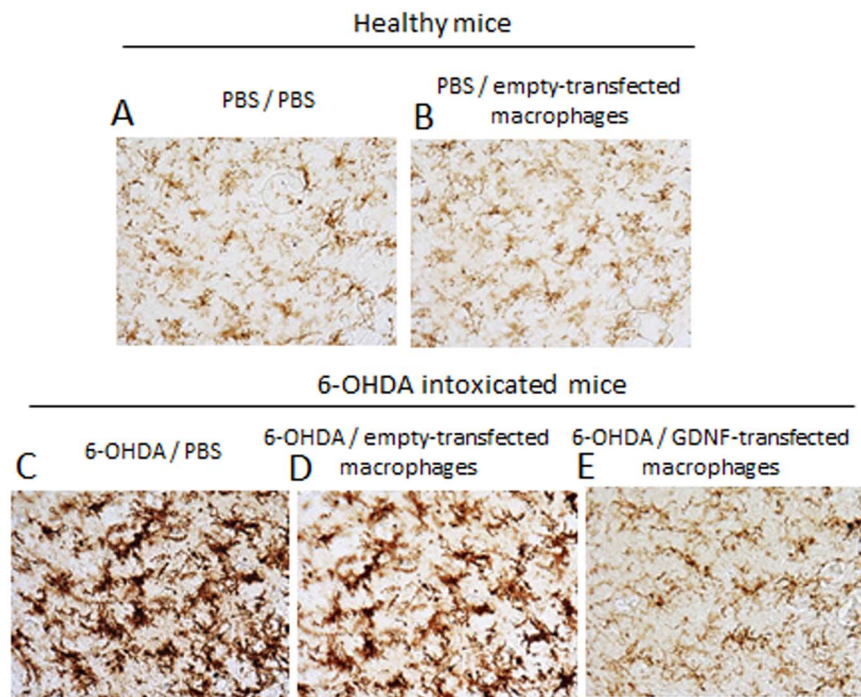 Healthy mice
A
PBS / PBS
B
PBS / empty-transfected
macrophages
6-OHDA intoxicated mice
C
6-OHDA / PBS
D
6-OHDA / empty-transfected
macrophages
E
6-OHDA / GDNF-transfected
macrophages